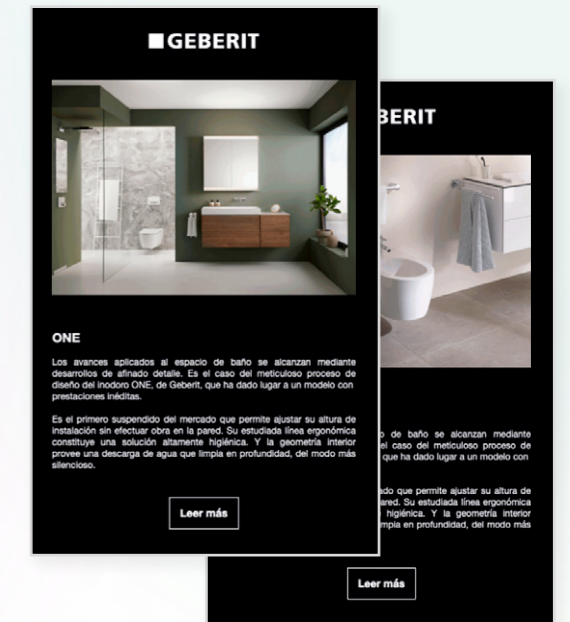 GEBERIT
ONE
Los avances aplicados al espacio de baño se alcanzan mediante
desarrollos de afinado detalle. Es el caso del meticuloso proceso de
diseño del inodoro ONE, de Geberit, que ha dado lugar a un modelo con
prestaciones inéditas.
Es el primero suspendido del mercado que permite ajustar su altura de
instalación sin efectuar obra en la pared. Su estudiada línea ergonómica
constituye una solución altamente higiénica. Y la geometría interior
provee una descarga de agua que limpia en profundidad, del modo más
silencioso.
Leer más
BERIT
o de baño se alcanzan mediante
el caso del meticuloso proceso de
que ha dado lugar a un modelo con
ado que permite ajustar su altura de
ared. Su estudiada línea ergonómica
higiénica. Y la geometría interior
mpia en profundidad, del modo más
Leer más